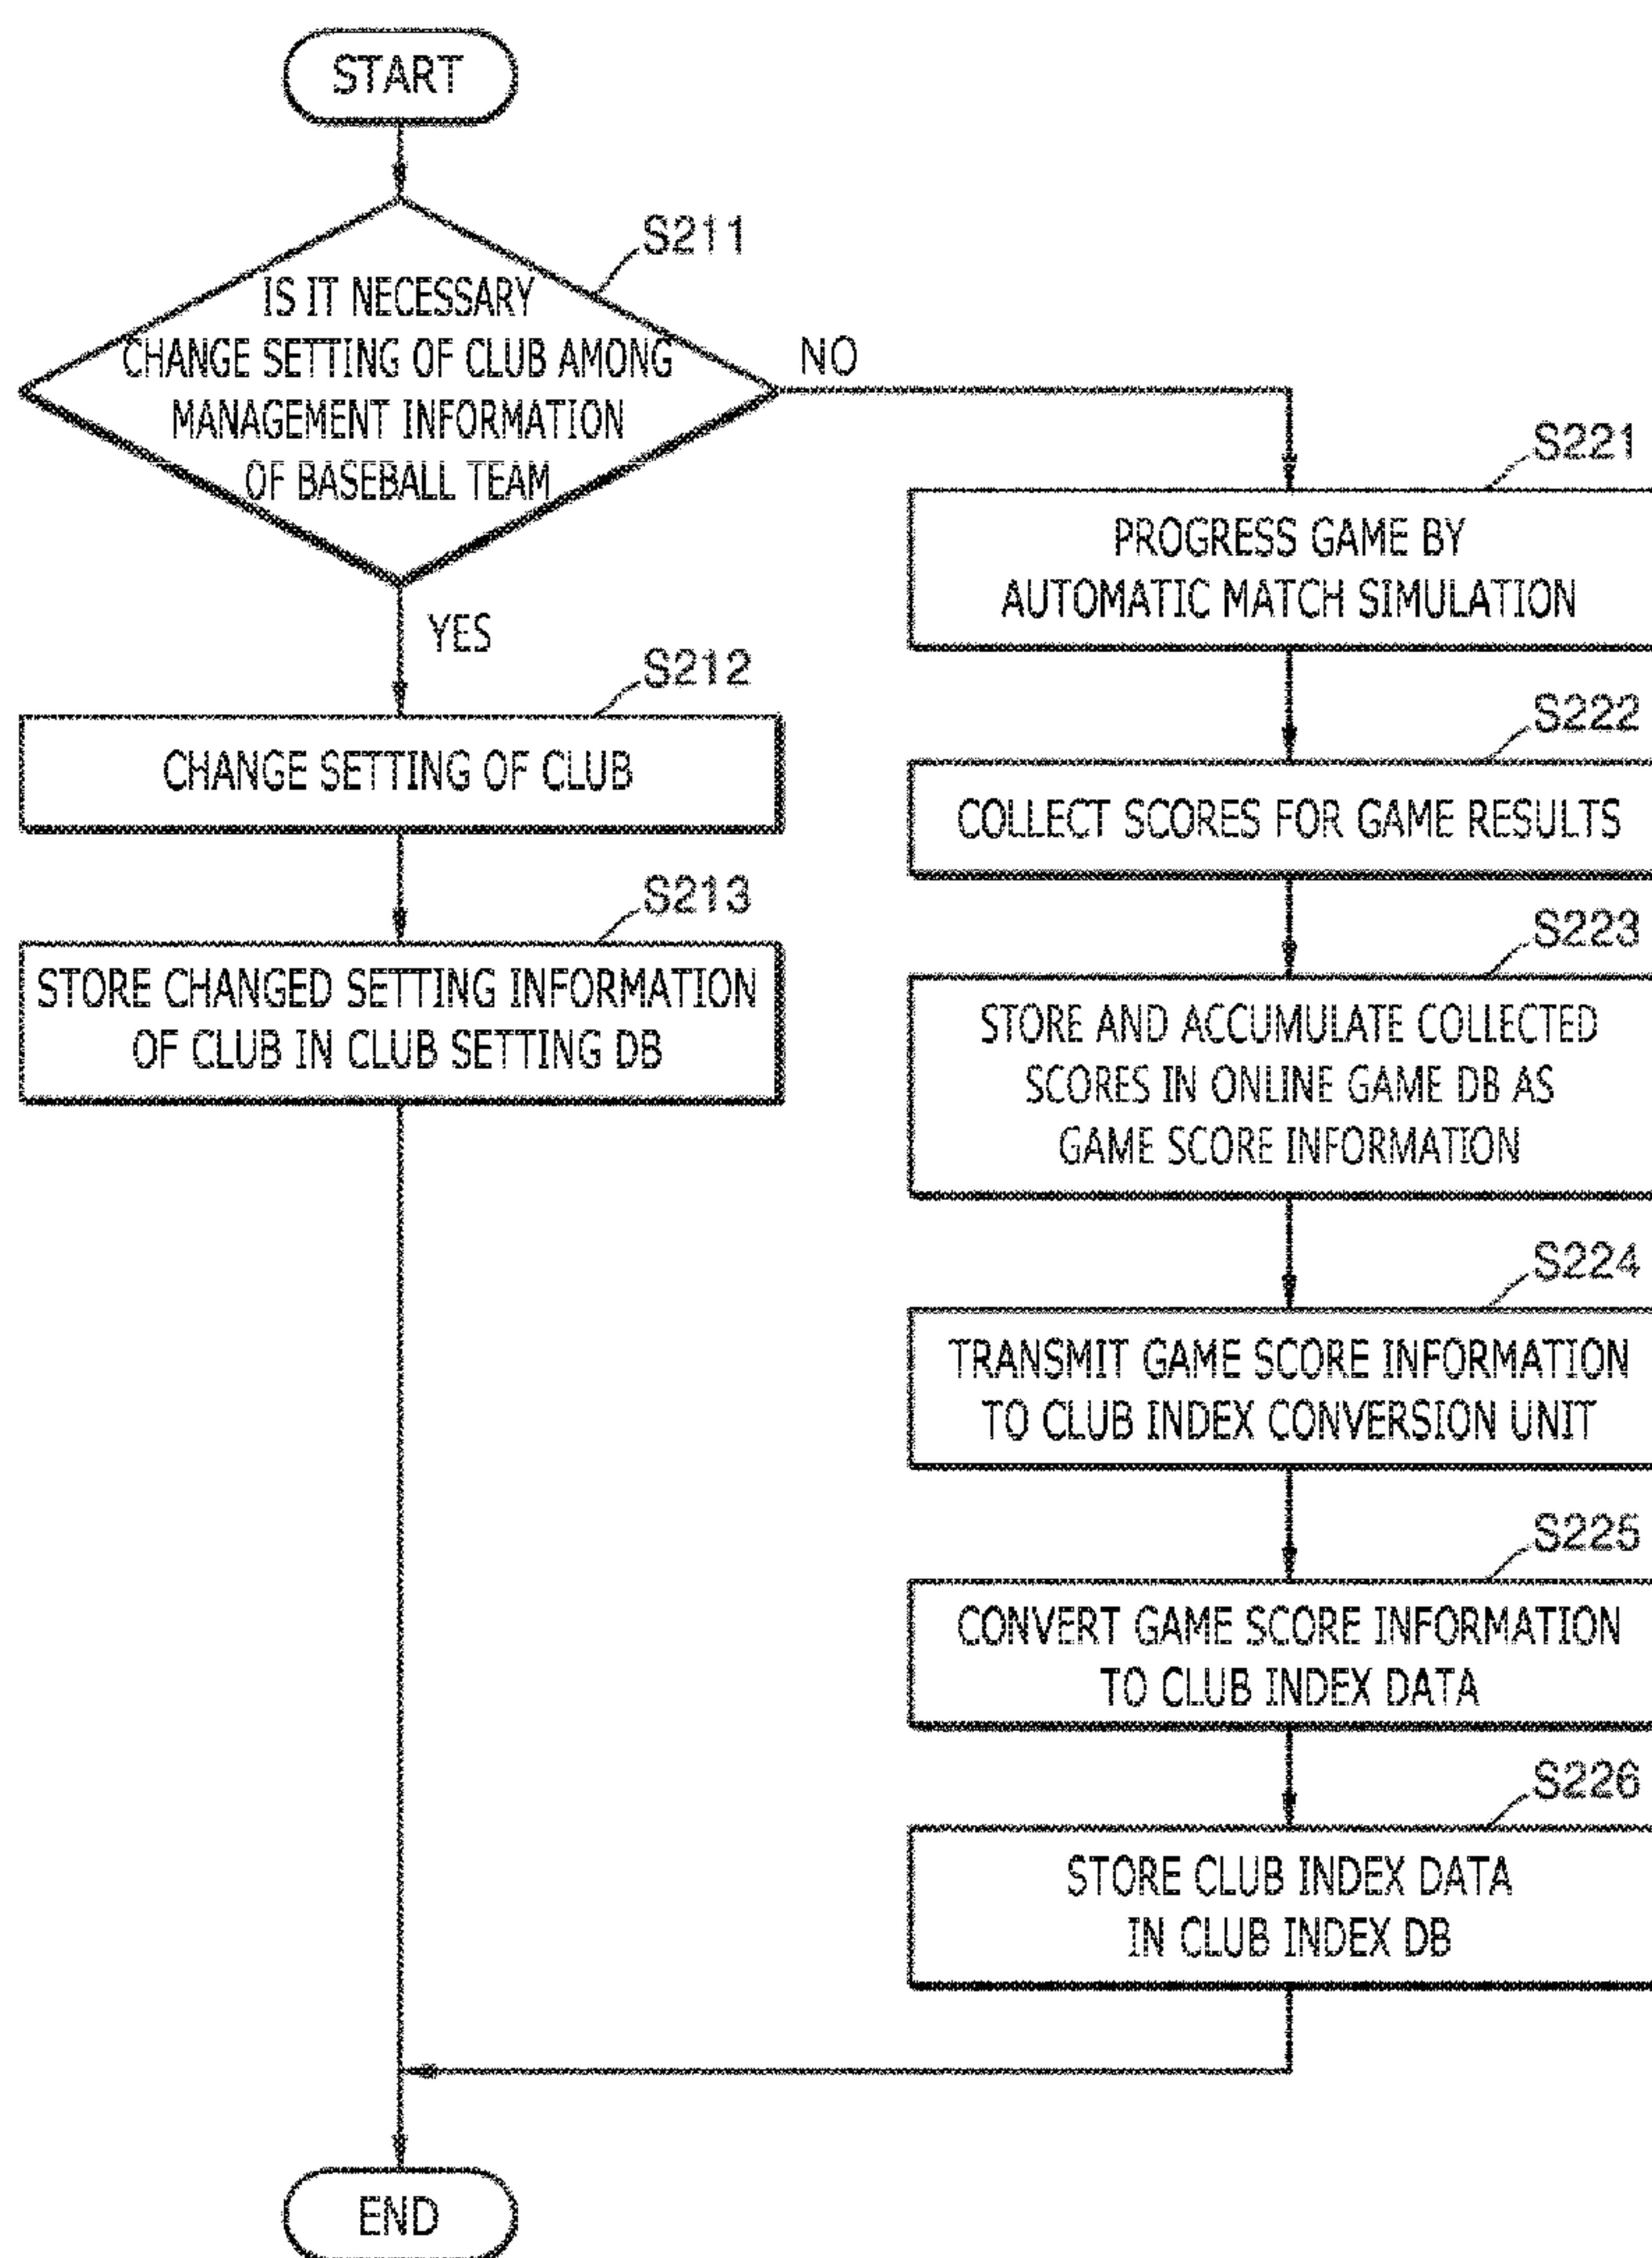 START
S211
IS IT NECESSARY
CHANGE SETTING OF CLUB AMONG
MANAGEMENT INFORMATION
OF BASEBALL TEAM
NO
YES
S212
CHANGE SETTING OF CLUB
S213
STORE CHANGED SETTING INFORMATION
OF CLUB IN CLUB SETTING DB
S221
PROGRESS GAME BY
AUTOMATIC MATCH SIMULATION
S222
COLLECT SCORES FOR GAME RESULTS
S223
STORE AND ACCUMULATE COLLECTED
SCORES IN ONLINE GAME DB AS
GAME SCORE INFORMATION
S224
TRANSMIT GAME SCORE INFORMATION
TO CLUB INDEX CONVERSION UNIT
S225
CONVERT GAME SCORE INFORMATION
TO CLUB INDEX DATA
S226
STORE CLUB INDEX DATA
IN CLUB INDEX DB
END